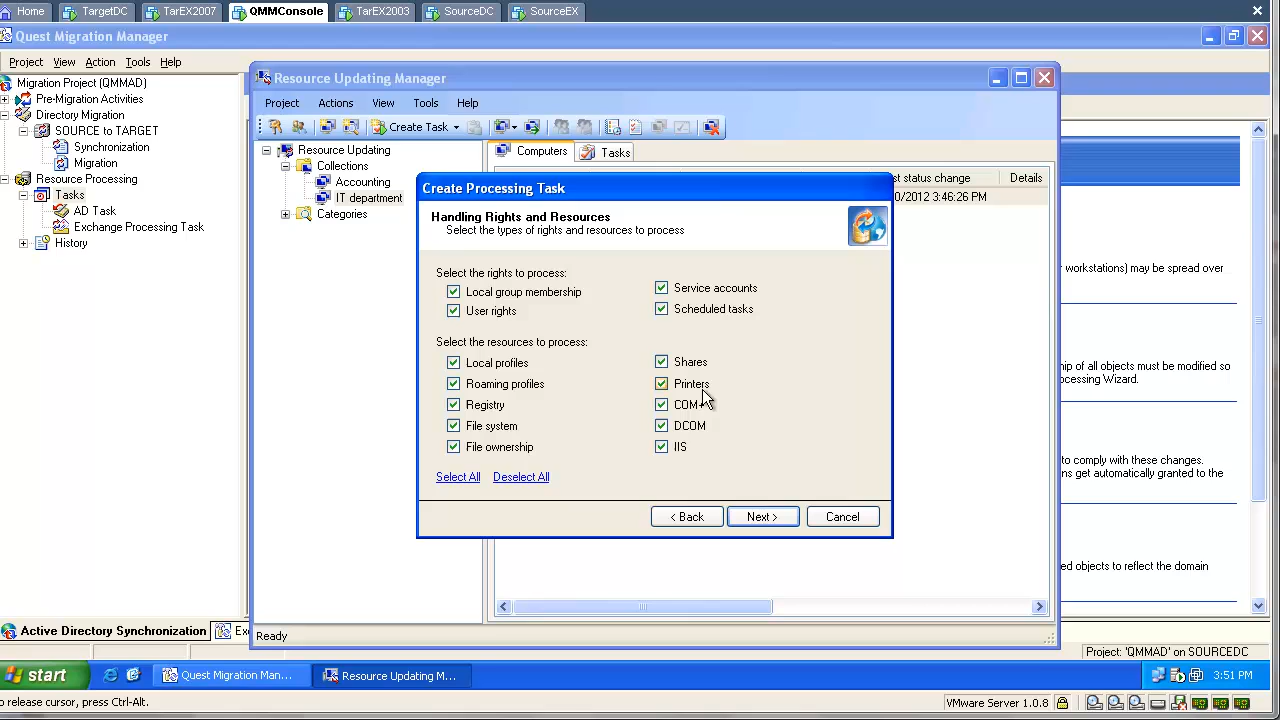 Home TargetDC TarEX2007 QMMConsole TarEX2003 SourceDC SourceEX
Quest Migration Manager
Project View Action Tools Help
Migration Project (QMMAD)
Pre-Migration Activities
Directory Migration
SOURCE to TARGET
Synchronization
Migration
Resource Processing
Tasks
AD Task
Exchange Processing Task
History
Resource Updating Manager
Project Actions View Tools Help
Create Task
Resource Updating
Collections
Accounting
IT department
Categories
Computers Tasks
st status change Details
0/2012 3:46:26 PM
Create Processing Task
Handling Rights and Resources
Select the types of rights and resources to process
Select the rights to process:
Local group membership
User rights
Service accounts
Scheduled tasks
Select the resources to process:
Local profiles
Roaming profiles
Registry
File system
File ownership
Shares
Printers
COM+
DCOM
IIS
Select All Deselect All
< Back Next > Cancel
workstations) may be spread over
ship of all objects must be modified so
cessing Wizard.
to comply with these changes.
ns get automatically granted to the
ed objects to reflect the domain
Ready
Active Directory Synchronization
Project: 'QMMAD' on SOURCEDC
start Quest Migration Man... Resource Updating M... 3:51 PM
o release cursor, press Ctrl-Alt.
VMware Server 1.0.8